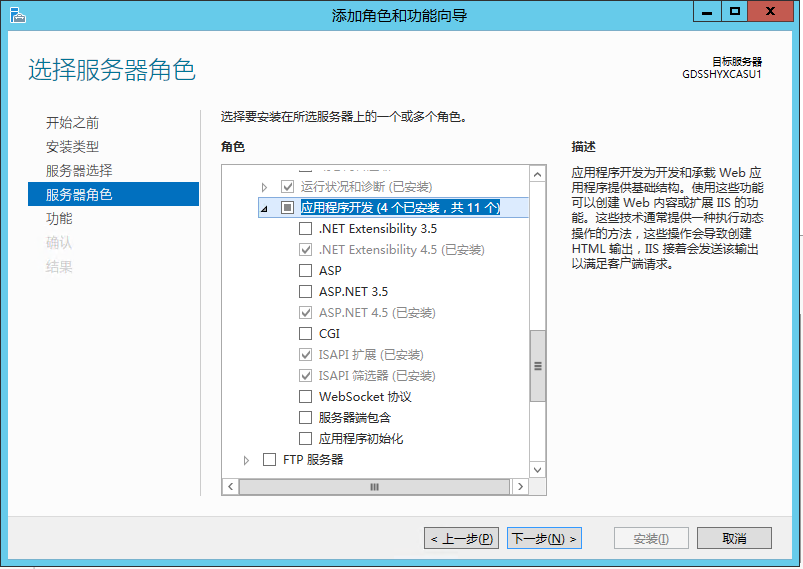 添加角色和功能向导
选择服务器角色
目标服务器
GDSSHYXCASU1
开始之前
安装类型
服务器选择
服务器角色
功能
确认
结果
选择要安装在所选服务器上的一个或多个角色。
角色
运行状况和诊断 (已安装)
应用程序开发 (4 个已安装，共 11 个)
.NET Extensibility 3.5
.NET Extensibility 4.5 (已安装)
ASP
ASP.NET 3.5
ASP.NET 4.5 (已安装)
CGI
ISAPI 扩展 (已安装)
ISAPI 筛选器 (已安装)
WebSocket 协议
服务器端包含
应用程序初始化
FTP 服务器
描述
应用程序开发为开发和承载 Web 应
用程序提供基础结构。使用这些功能
可以创建 Web 内容或扩展 IIS 的功
能。这些技术通常提供一种执行动态
操作的方法，这些操作会导致创建
HTML 输出，IIS 接着会发送该输出
以满足客户端请求。
< 上一步(P)
下一步(N) >
安装(I)
取消